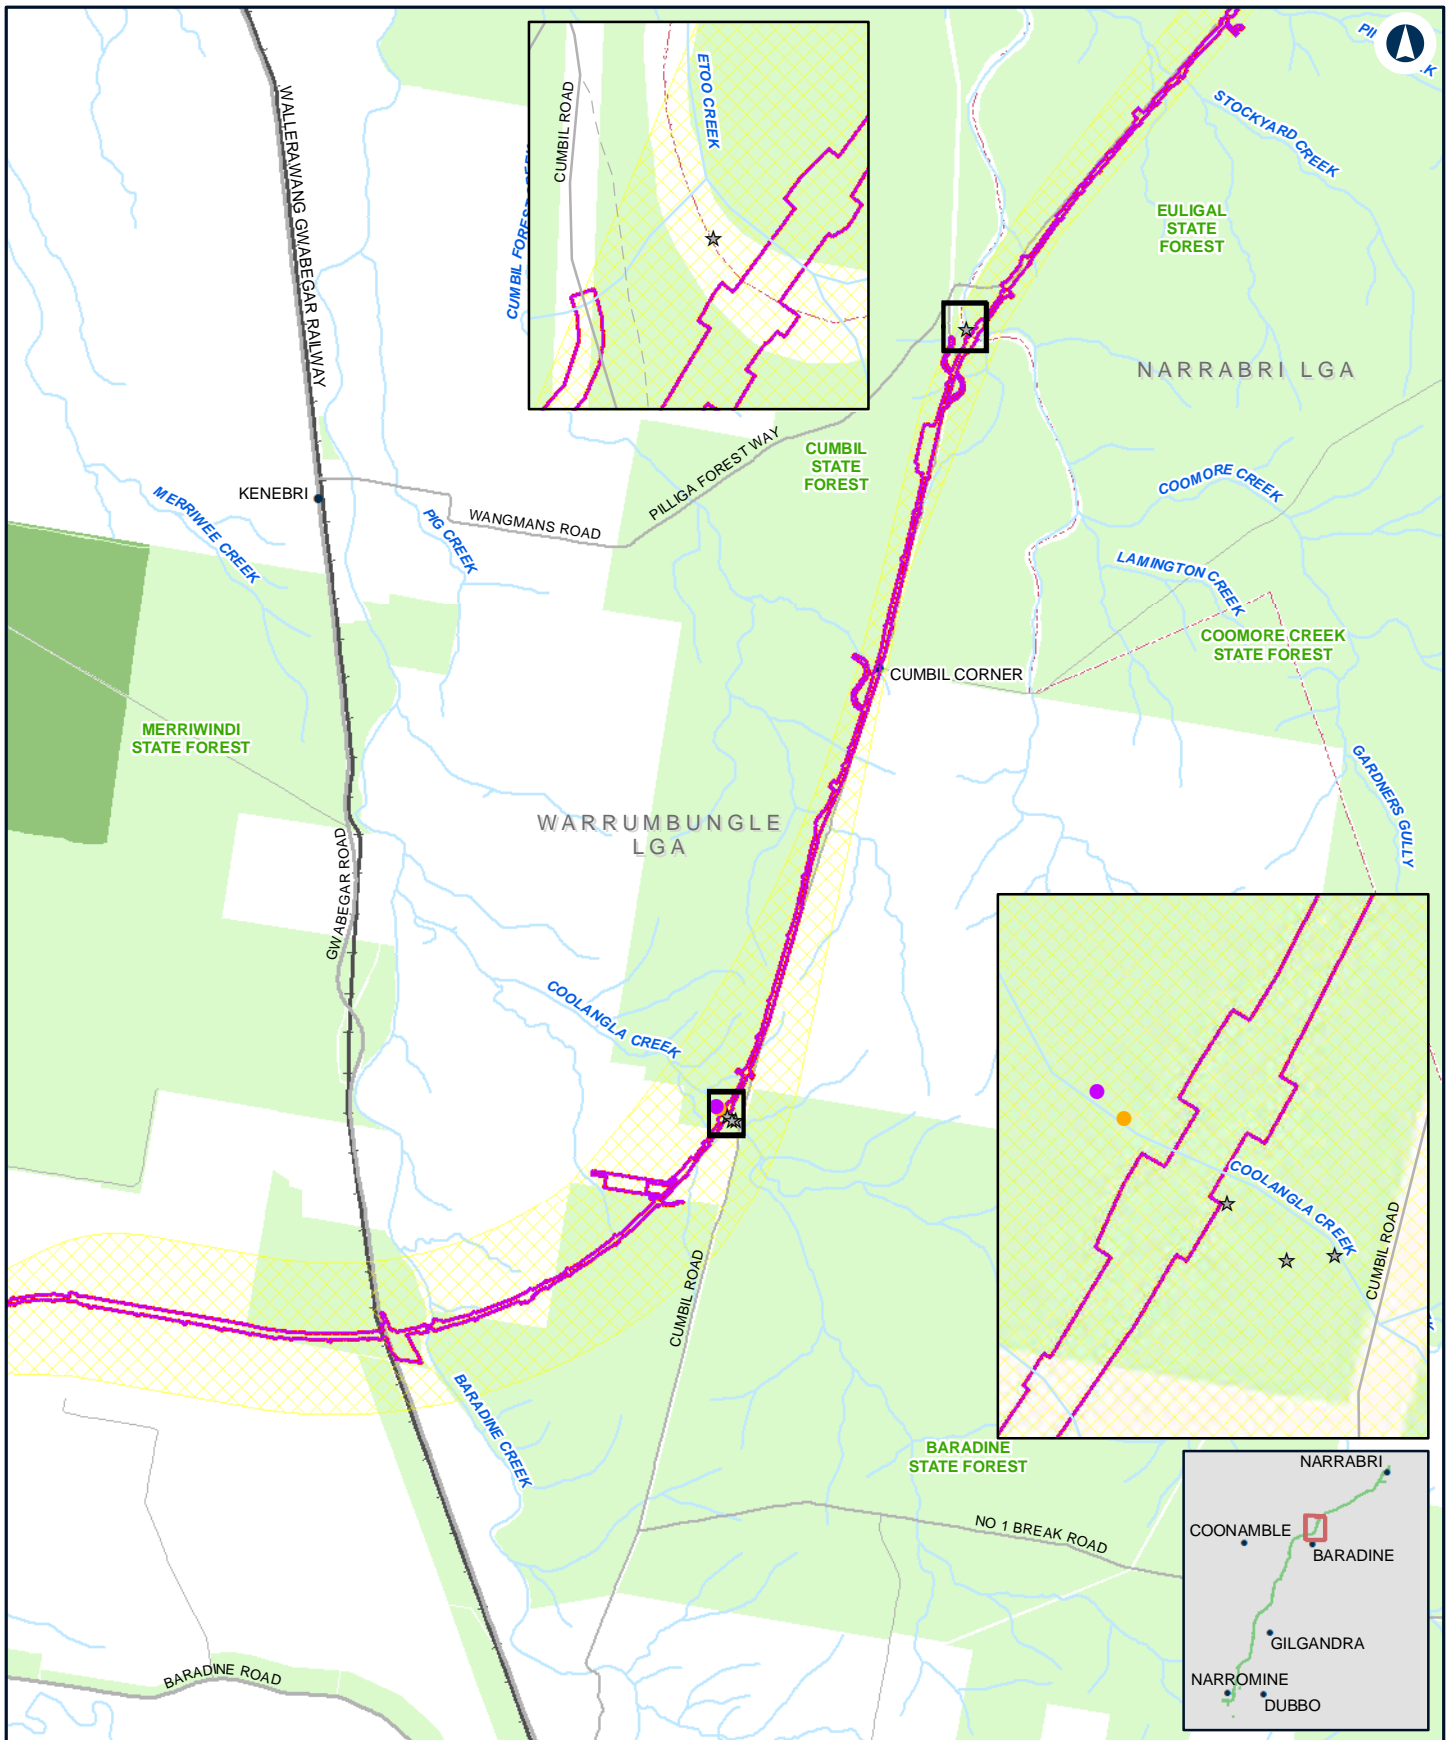 WALLERAWANG GWABEGAR RAILWAY
CUMBIL ROAD
ETOO CREEK
STOCKYARD CREEK
EULIGAL
STATE
FOREST
NARRABRI LGA
CUMBIL
STATE
FOREST
PILLIGA FOREST WAY
KENEBRI
WANGMANS ROAD
MERRIWEE CREEK
PIG CREEK
COOMORE CREEK
LAMINGTON CREEK
COOMORE CREEK
STATE FOREST
CUMBIL CORNER
MERRIWINDI
STATE FOREST
GARDNERS GULLY
WARRUMBUNGLE
LGA
GWABEGAR ROAD
COOLANGLA CREEK
COOLANGLA CREEK
CUMBIL ROAD
CUMBIL ROAD
BARADINE CREEK
BARADINE
STATE FOREST
NO 1 BREAK ROAD
BARADINE ROAD
NARRABRI
COONAMBLE
BARADINE
GILGANDRA
NARROMINE
DUBBO